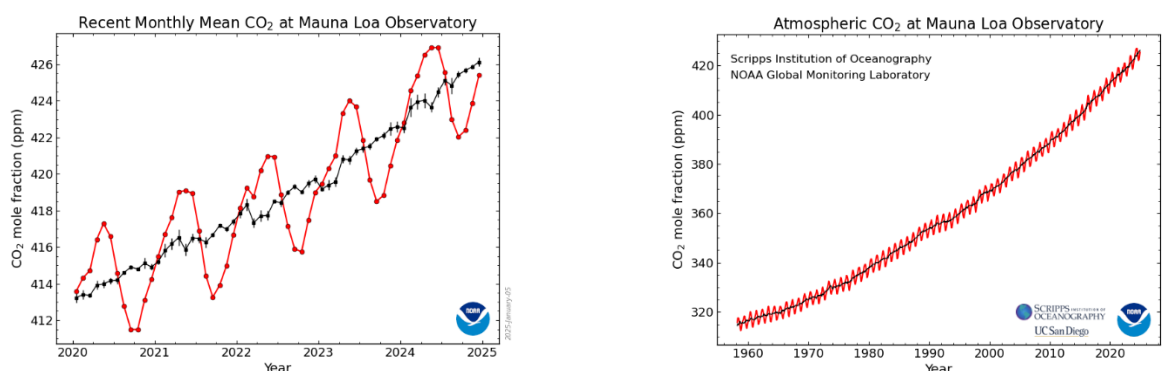 Recent Monthly Mean CO₂ at Mauna Loa Observatory
CO₂ mole fraction (ppm)
426
424
422
420
418
416
414
412
2020
2021
2022
2023
2024
2025
Year
NOAA
2025-January-05
Atmospheric CO₂ at Mauna Loa Observatory
Scripps Institution of Oceanography
NOAA Global Monitoring Laboratory
CO₂ mole fraction (ppm)
420
400
380
360
340
320
1960
1970
1980
1990
2000
2010
2020
Year
SCRIPPS INSTITUTION OF
OCEANOGRAPHY
UC San Diego
NOAA